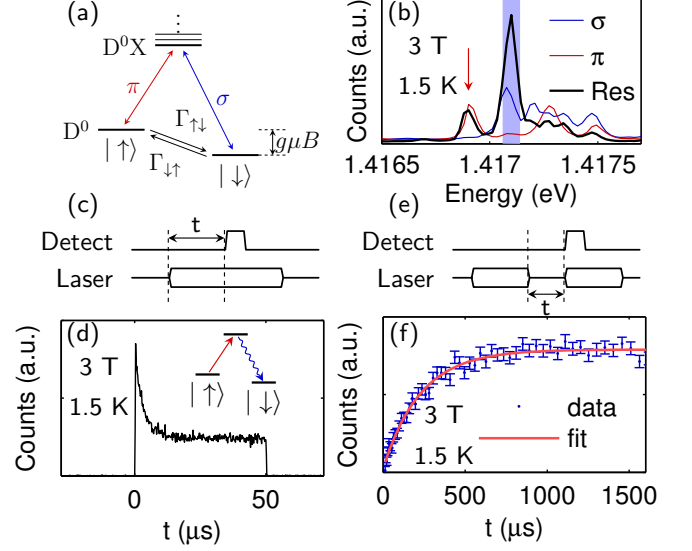 (a)
⋮
D⁰X
π
σ
D⁰
Γ↑↓
gμB
|↑⟩
Γ↓↑
|↓⟩
(b)
Counts (a.u.)
3 T
1.5 K
σ
π
Res
1.4165
1.417
1.4175
Energy (eV)
(c)
t
Detect
Laser
(e)
Detect
Laser
t
(d)
Counts (a.u.)
3 T
1.5 K
|↑⟩
|↓⟩
0
50
t (μs)
(f)
Counts (a.u.)
3 T
1.5 K
data
fit
0
500
1000
1500
t (μs)